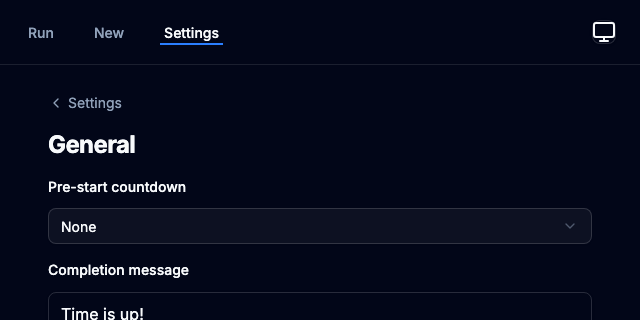 Run
New
Settings
Settings
General
Pre-start countdown
None
Completion message
Time is up!